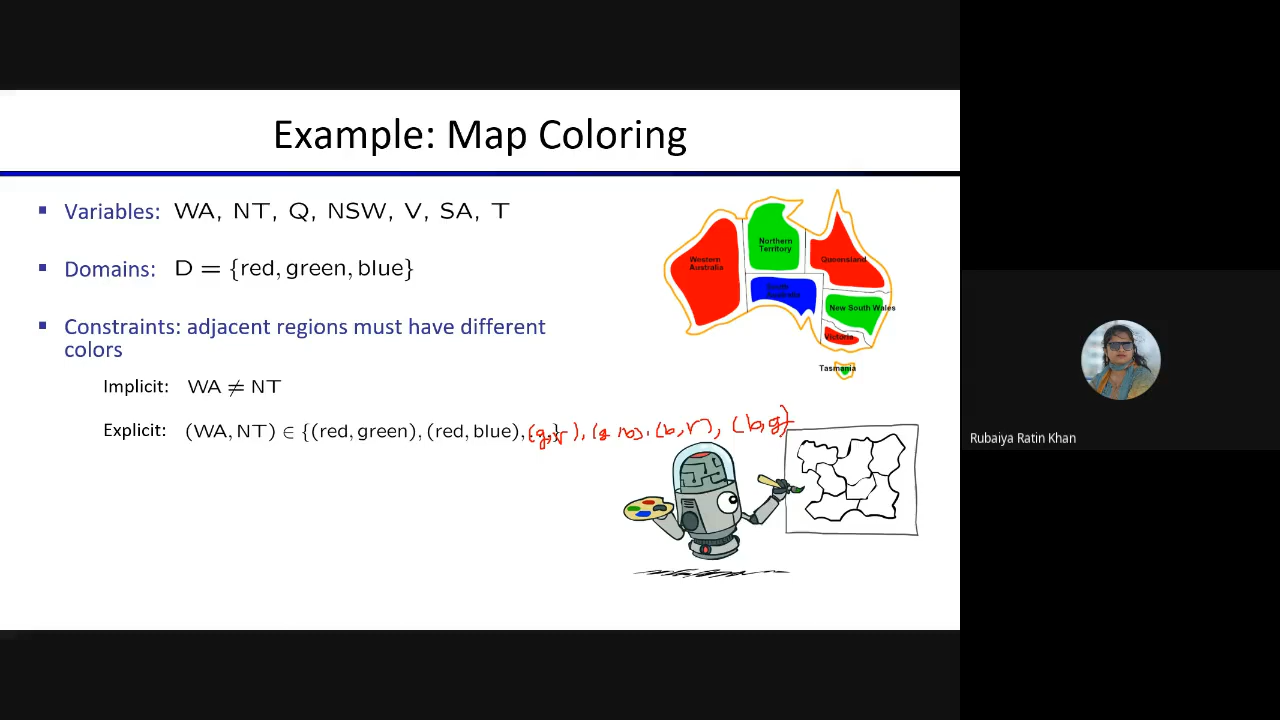 Example: Map Coloring
▪ Variables: WA, NT, Q, NSW, V, SA, T
▪ Domains: D = {red, green, blue}
▪ Constraints: adjacent regions must have different
colors
Implicit: WA ≠ NT
Explicit: (WA, NT) ∈ {(red, green), (red, blue), (g,r), (g,b), (b,r), (b,g)}
Northern
Territory
Western
Australia
Queensland
South
Australia
New South Wales
Victoria
Tasmania
Rubaiya Ratin Khan